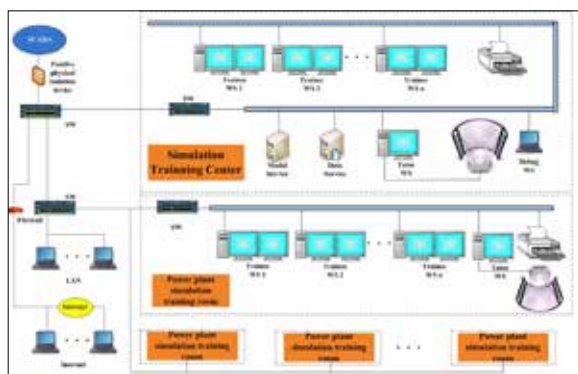 SCADA
Positive
physical
isolation
device
SW
SW
Trainee
WS 1
Trainee
WS 2
Trainee
WS n
Simulation
Trainning Center
Model
Service
Data
Service
Tutor
WS
Debug
WS
SW
Firewall
SW
LAN
Internet
Trainee
WS 1
Trainee
WS 2
Trainee
WS n
Tutor
WS
Power plant
simulation
training room
Power plant
simulation training
room
Power plant
simulation training
room
Power plant
simulation training
room